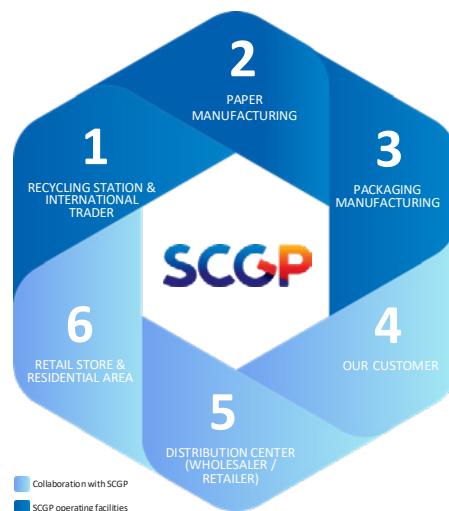 1
RECYCLING STATION &
INTERNATIONAL
TRADER
2
PAPER
MANUFACTURING
3
PACKAGING
MANUFACTURING
SCGP
4
OUR CUSTOMER
5
DISTRIBUTION CENTER
(WHOLESALER /
RETAILER)
6
RETAIL STORE &
RESIDENTIAL AREA
Collaboration with SCGP
SCGP operating facilities